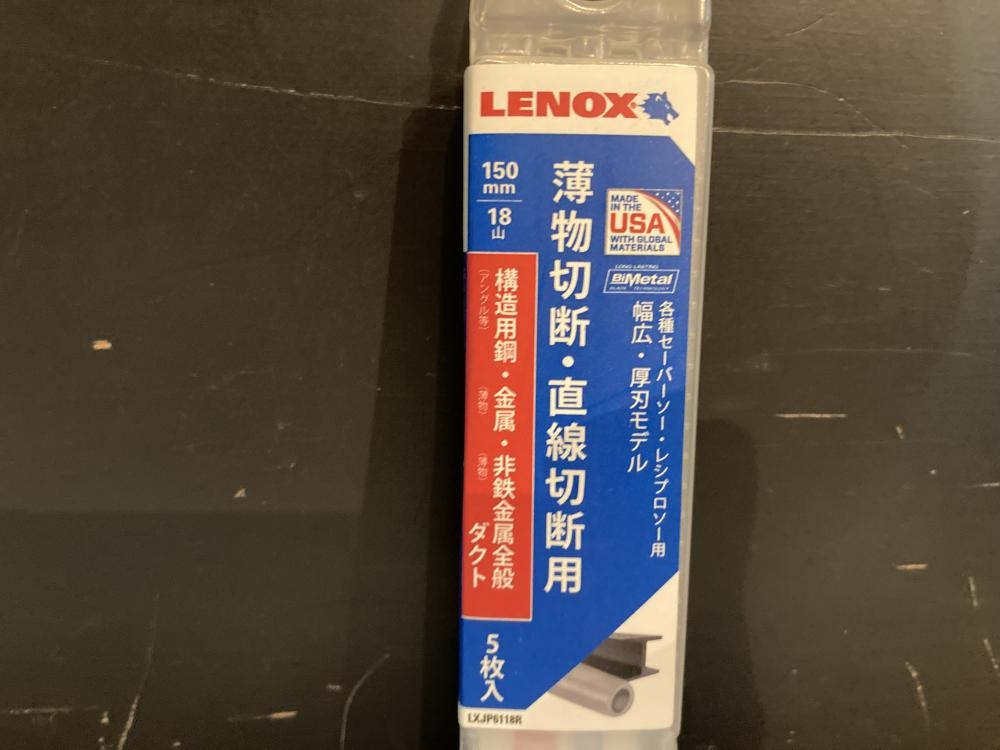 LENOX
150
mm
18
山
薄物切断・直線切断用
MADE
IN THE
USA
WITH GLOBAL
MATERIALS
LONG LASTING
BiMetal
BLADE TECHNOLOGY
各種セーバーソー・レシプロソー用
幅広・厚刃モデル
構造用鋼・金属・非鉄金属全般
(アングル等)
(薄物)
(薄物)
ダクト
5枚入
LXJP6118R